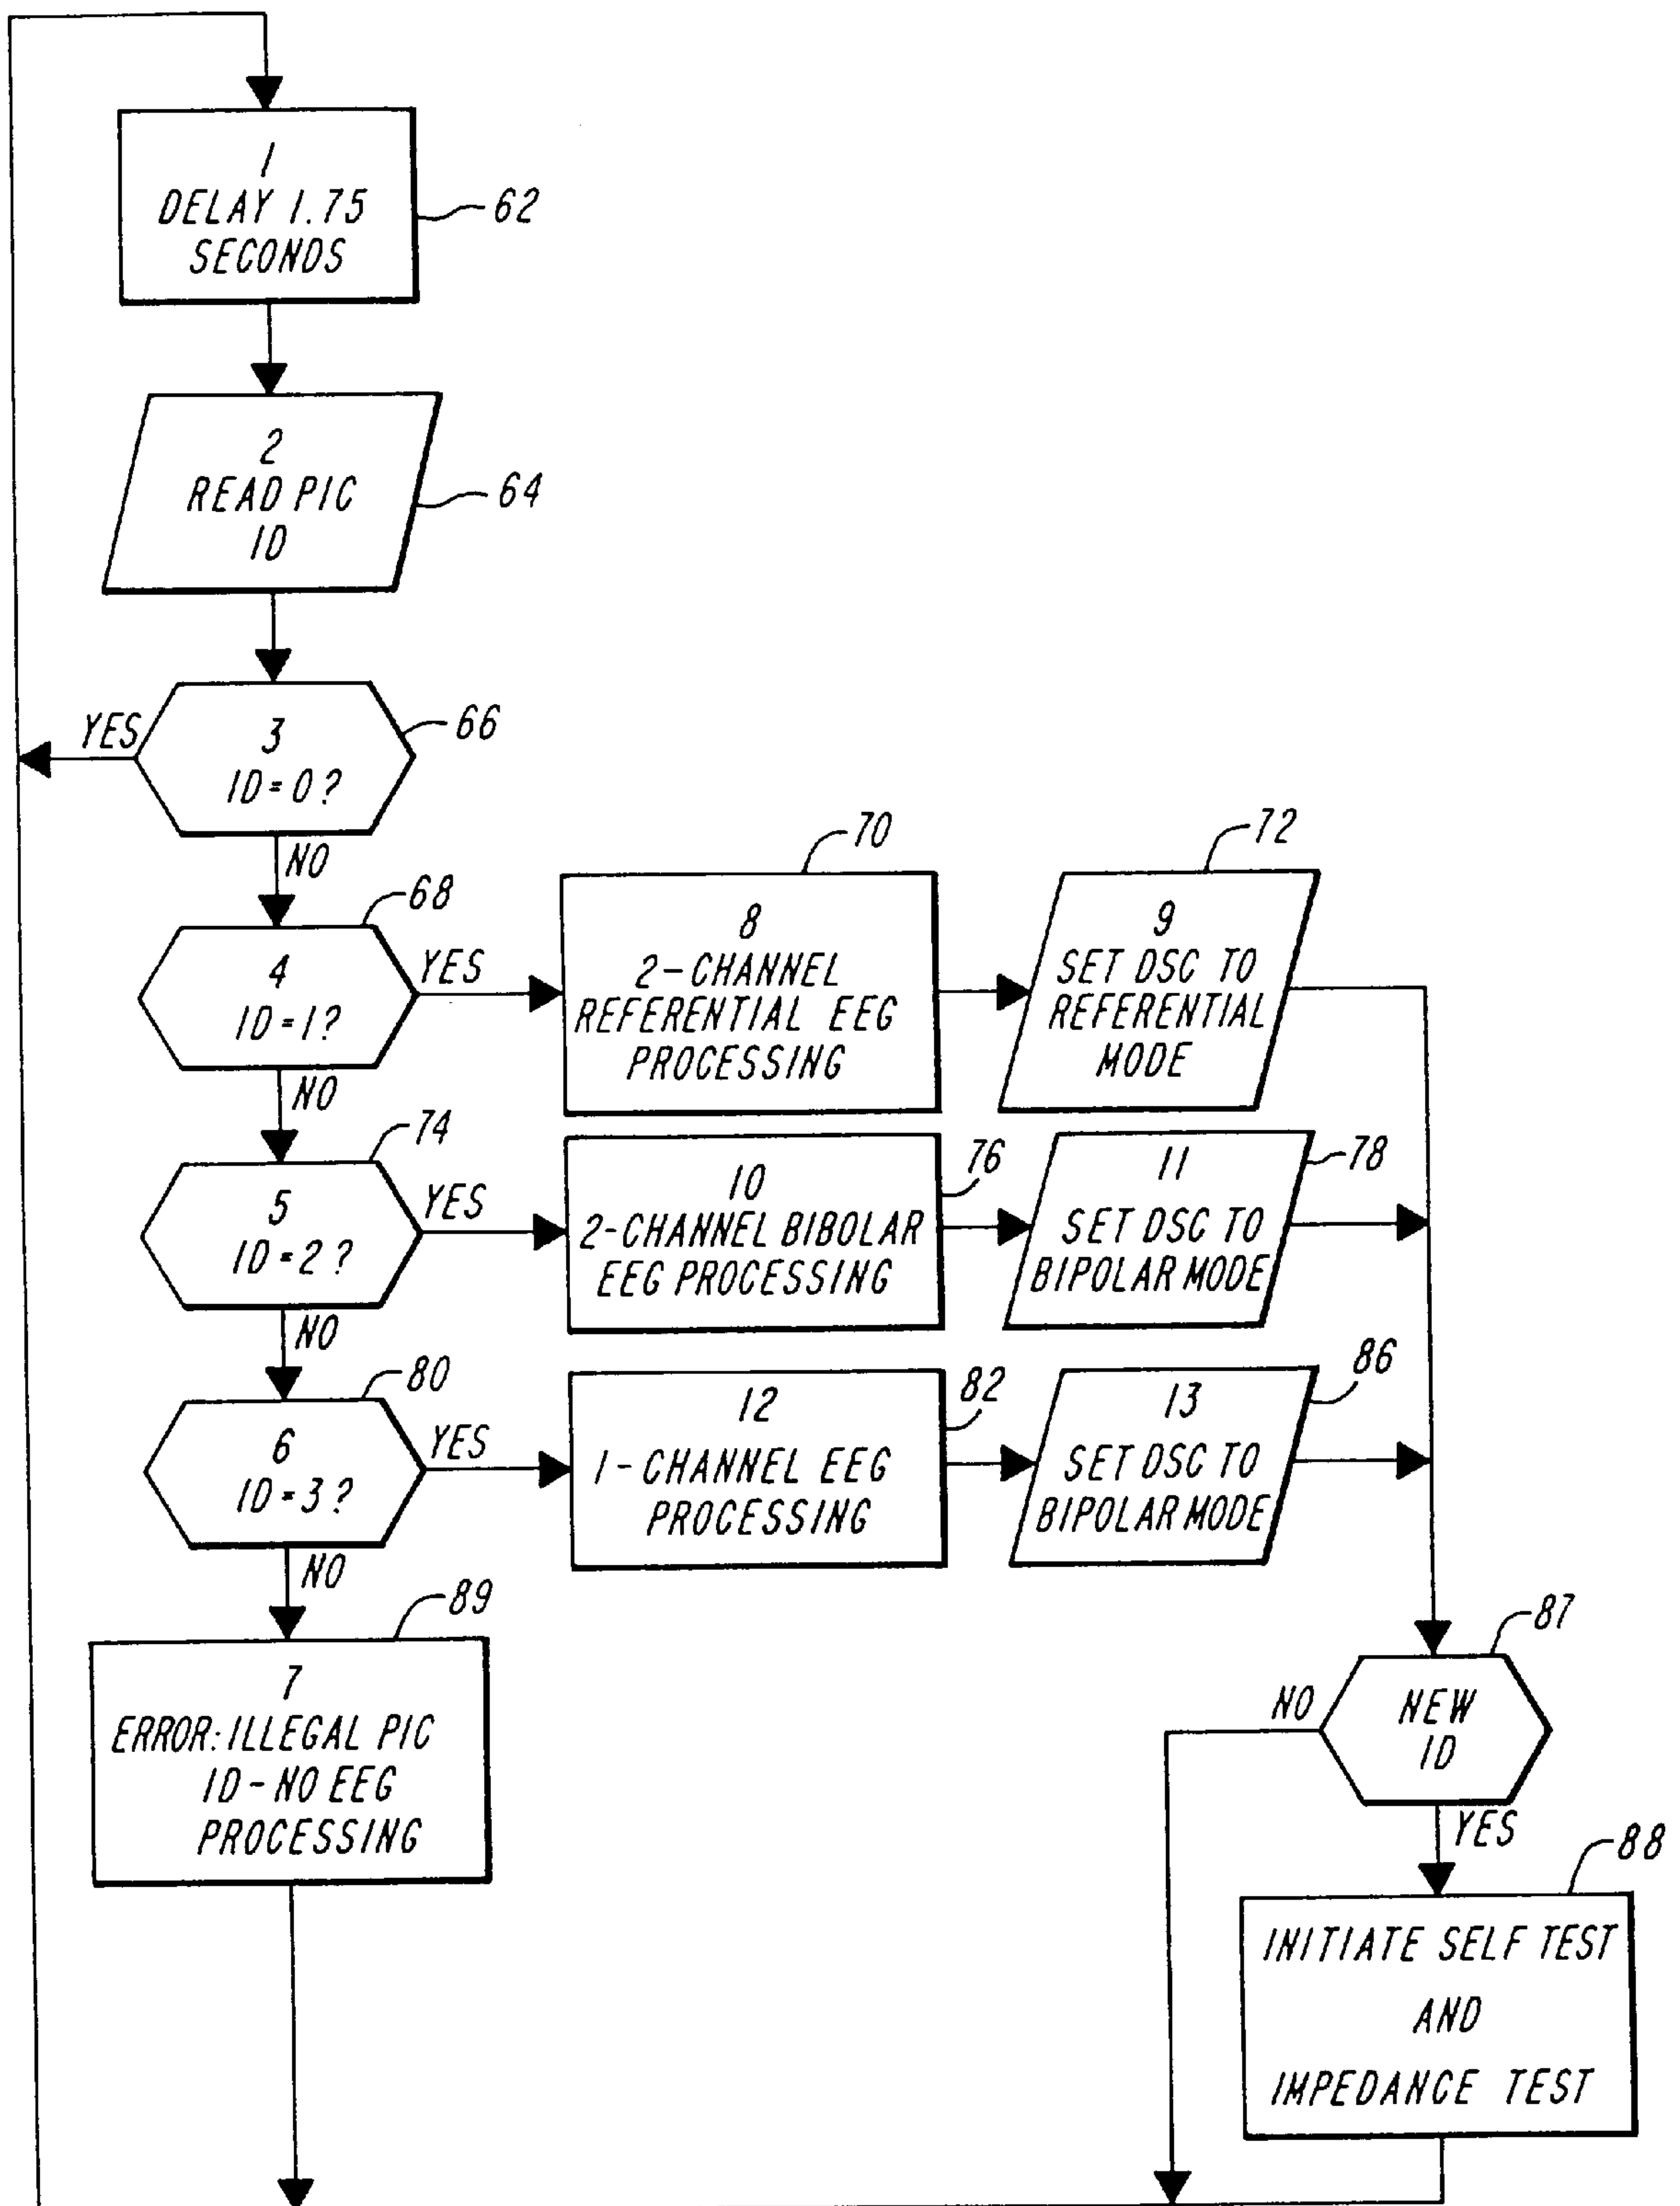 1
DELAY 1.75
SECONDS
62
2
READ PIC
ID
64
3
ID=0?
66
YES
NO
4
ID=1?
68
YES
NO
8
2-CHANNEL
REFERENTIAL EEG
PROCESSING
70
9
SET DSC TO
REFERENTIAL
MODE
72
5
ID=2?
74
YES
NO
10
2-CHANNEL BIBOLAR
EEG PROCESSING
76
11
SET DSC TO
BIPOLAR MODE
78
6
ID=3?
80
YES
NO
12
1-CHANNEL EEG
PROCESSING
82
13
SET DSC TO
BIPOLAR MODE
86
7
ERROR:ILLEGAL PIC
ID-NO EEG
PROCESSING
89
NEW
ID
87
NO
YES
INITIATE SELF TEST
AND
IMPEDANCE TEST
88